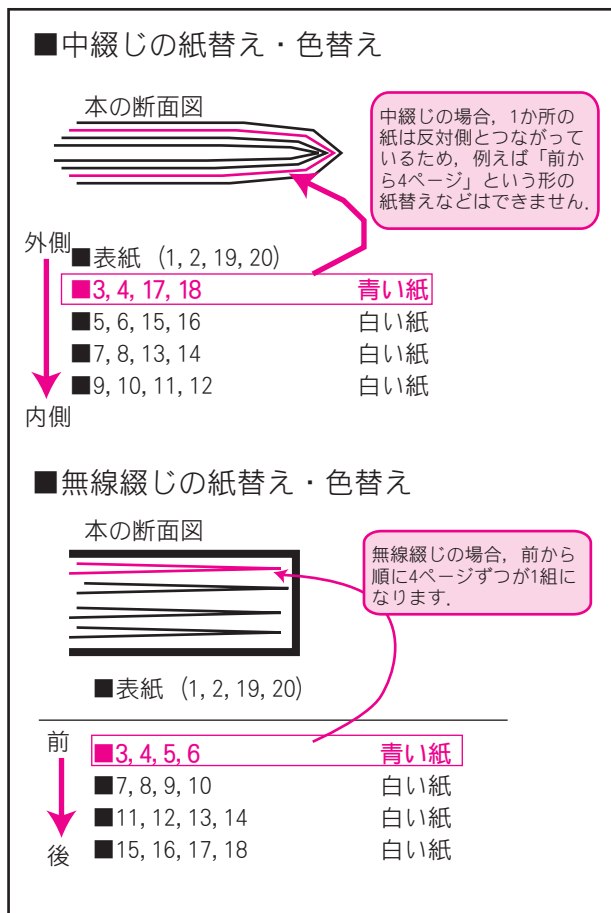 ■中綴じの紙替え・色替え
本の断面図
中綴じの場合，1か所の
紙は反対側とつながって
いるため，例えば「前か
ら4ページ」という形の
紙替えなどはできません．
外側
■表紙 (1, 2, 19, 20)
■3, 4, 17, 18 青い紙
■5, 6, 15, 16 白い紙
■7, 8, 13, 14 白い紙
■9, 10, 11, 12 白い紙
内側
■無線綴じの紙替え・色替え
本の断面図
無線綴じの場合，前から
順に4ページずつが1組に
なります．
■表紙 (1, 2, 19, 20)
前
■3, 4, 5, 6 青い紙
■7, 8, 9, 10 白い紙
■11, 12, 13, 14 白い紙
■15, 16, 17, 18 白い紙
後